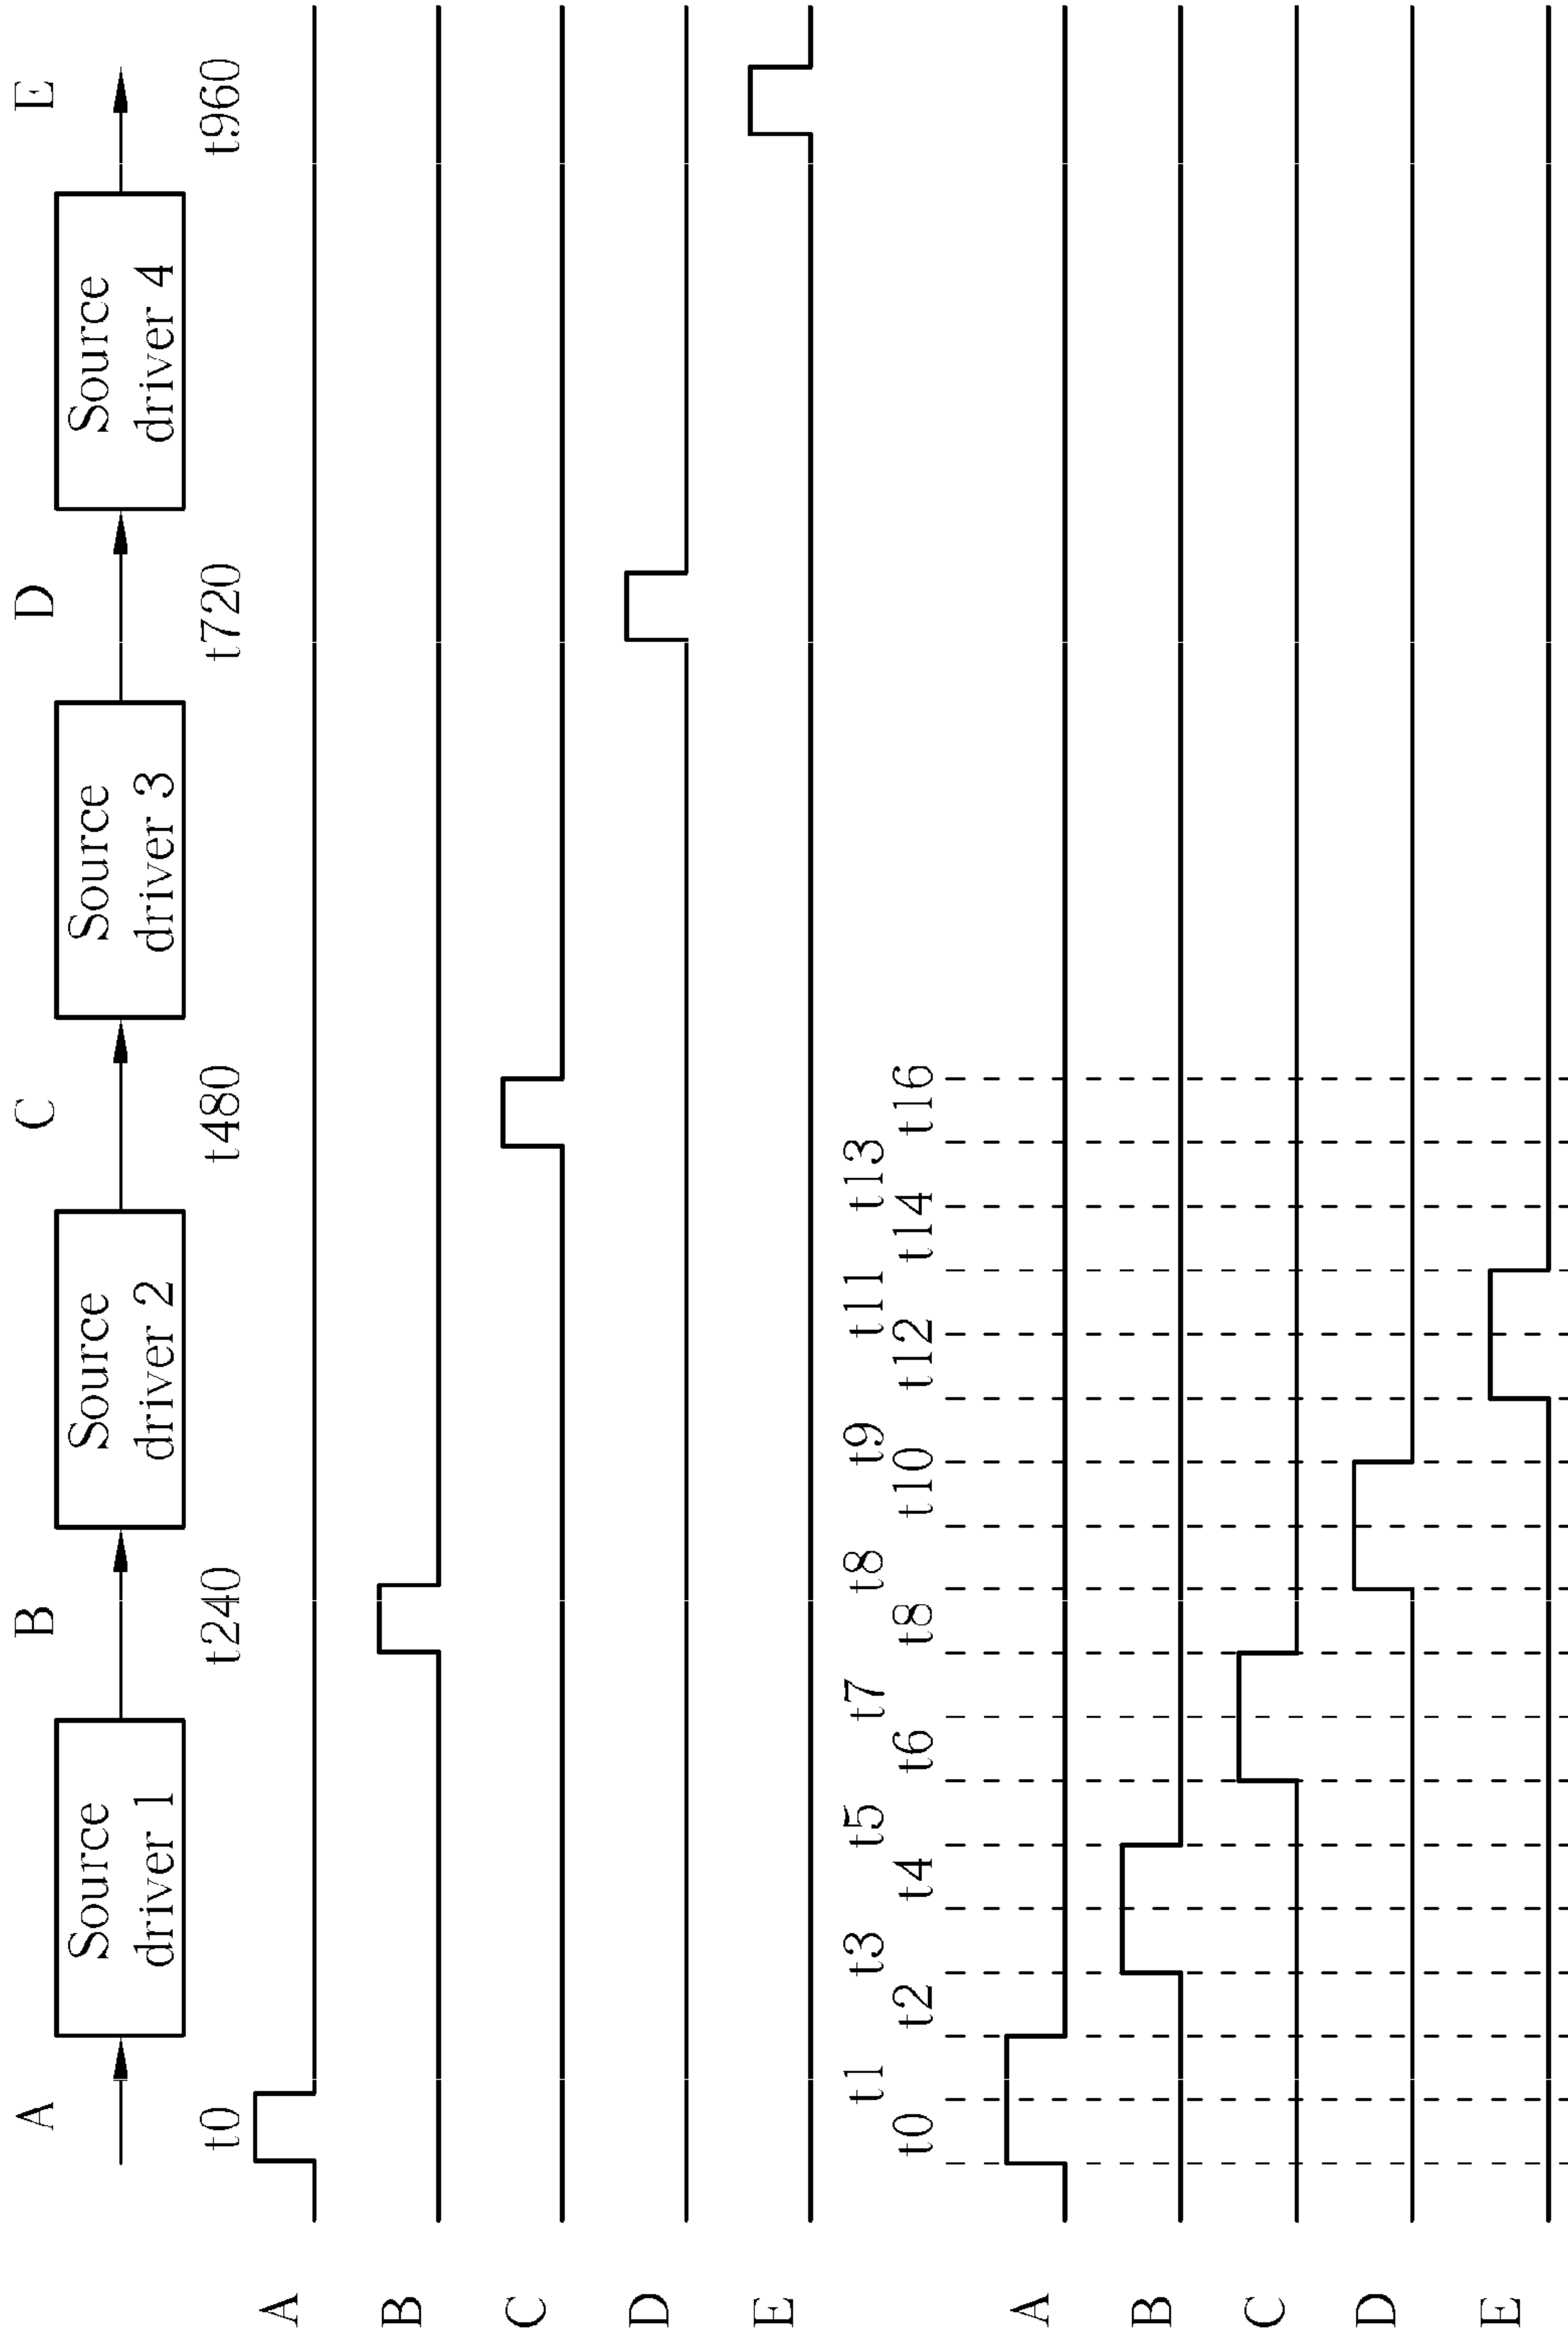 A B C D E
Source driver 1
Source driver 2
Source driver 3
Source driver 4
t0 t240 t480 t720 t960
A
B
C
D
E
t1 t3 t5 t7 t8 t9 t11 t13
t0 t2 t4 t6 t8 t10 t12 t14 t16
A
B
C
D
E